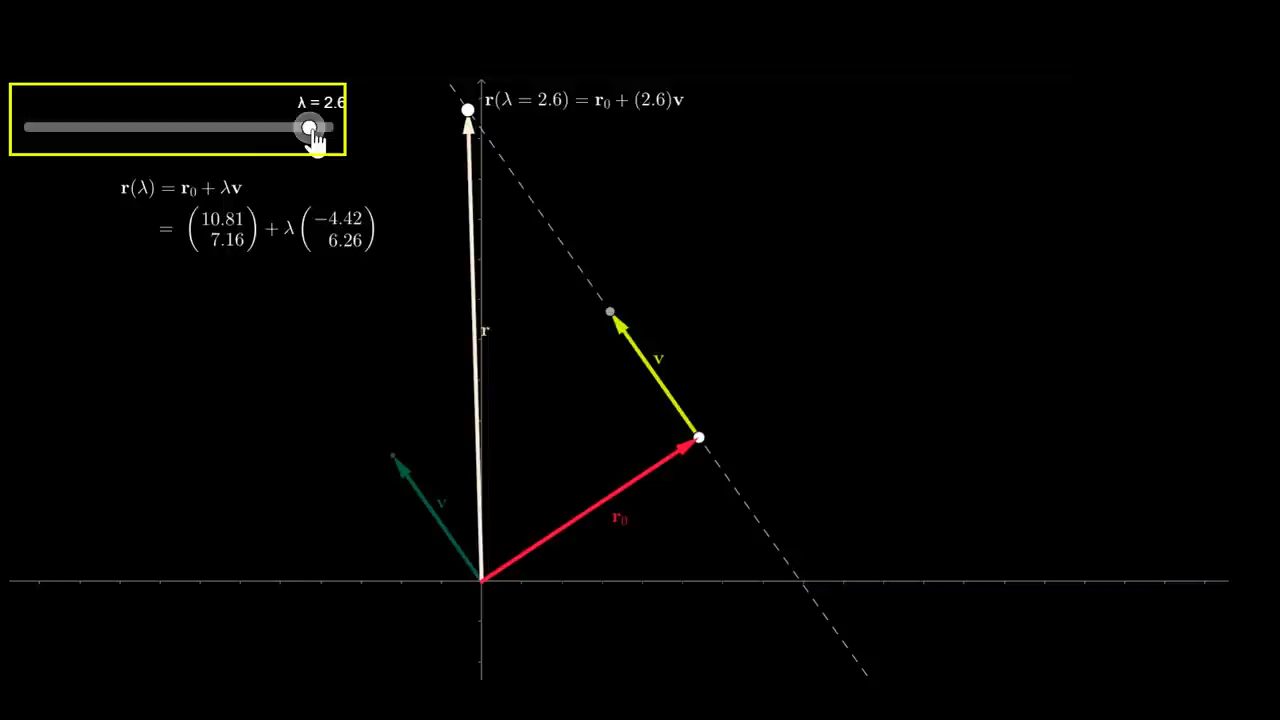 λ = 2.6
r(λ = 2.6) = r₀ + (2.6)v
r(λ) = r₀ + λv
= (10.81 7.16) + λ (−4.42 6.26)
r
v
v
r₀